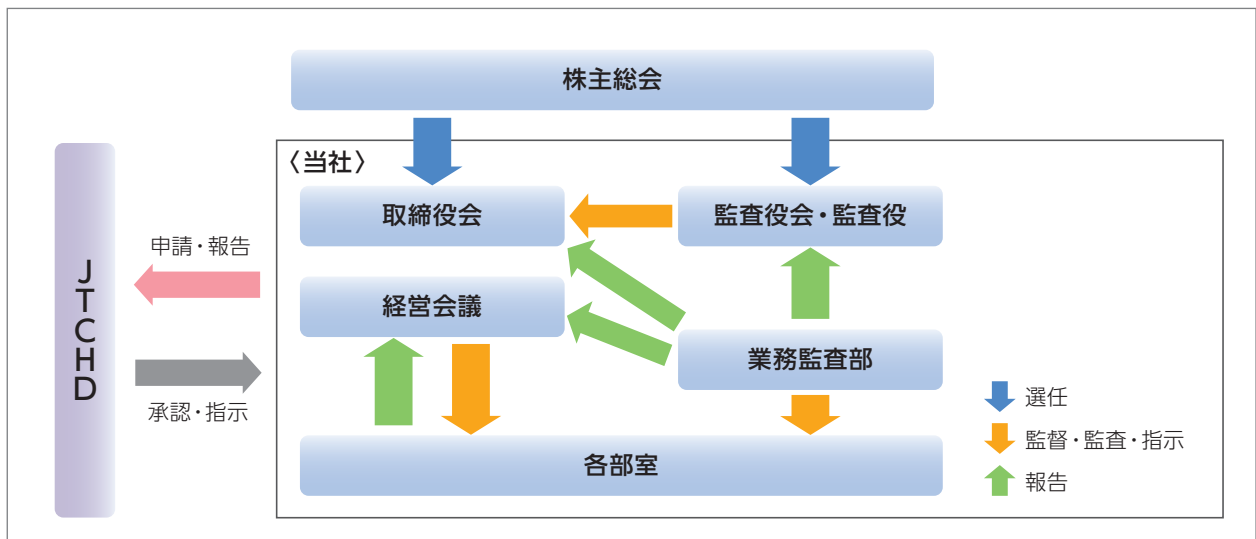 株主総会
〈当社〉
取締役会
監査役会・監査役
申請・報告
JTCHD
経営会議
業務監査部
承認・指示
選任
監督・監査・指示
各部室
報告